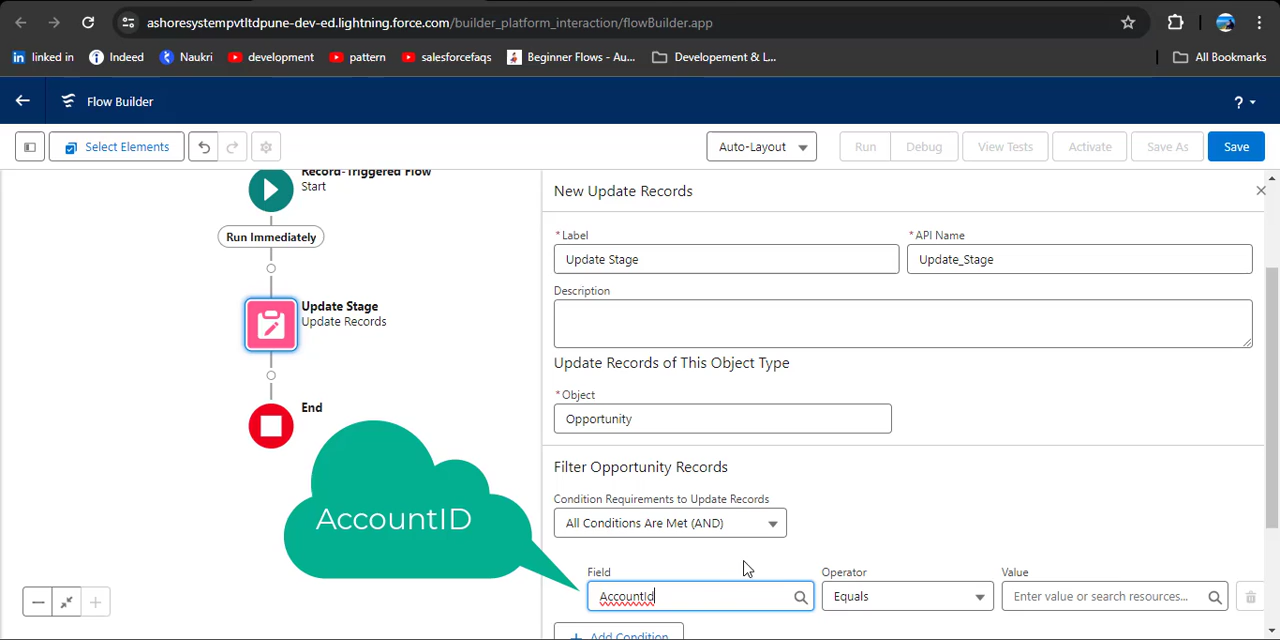 ashoresystempvtltdpune-dev-ed.lightning.force.com/builder_platform_interaction/flowBuilder.app
linked in Indeed Naukri development pattern salesforcefaqs Beginner Flows - Au... Developement & L... All Bookmarks
Flow Builder ?
Select Elements Auto-Layout Run Debug View Tests Activate Save As Save
Record-Triggered Flow
Start
Run Immediately
Update Stage
Update Records
End
AccountID
New Update Records
* Label * API Name
Update Stage Update_Stage
Description
Update Records of This Object Type
* Object
Opportunity
Filter Opportunity Records
Condition Requirements to Update Records
All Conditions Are Met (AND)
Field Operator Value
AccountId Equals Enter value or search resources...
+ Add Condition